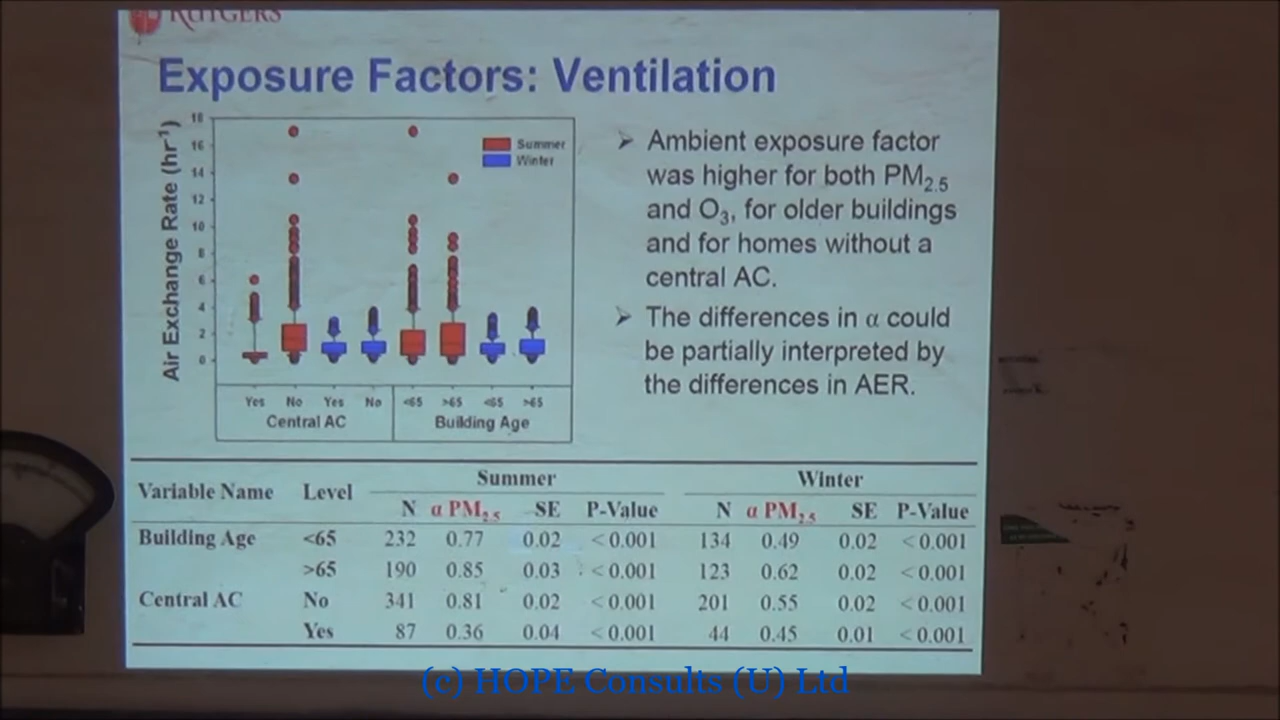 RUTGERS
Exposure Factors: Ventilation
Air Exchange Rate (hr⁻¹)
18
16
14
12
10
8
6
4
2
0
Summer
Winter
Yes No Yes No <65 >65 <65 >65
Central AC Building Age
➢ Ambient exposure factor
was higher for both PM₂.₅
and O₃, for older buildings
and for homes without a
central AC.
➢ The differences in α could
be partially interpreted by
the differences in AER.
Summer Winter
Variable Name Level N α PM₂.₅ SE P-Value N α PM₂.₅ SE P-Value
Building Age <65 232 0.77 0.02 <0.001 134 0.49 0.02 <0.001
>65 190 0.85 0.03 <0.001 123 0.62 0.02 <0.001
Central AC No 341 0.81 0.02 <0.001 201 0.55 0.02 <0.001
Yes 87 0.36 0.04 <0.001 44 0.45 0.01 <0.001
(c) HOPE Consults (U) Ltd